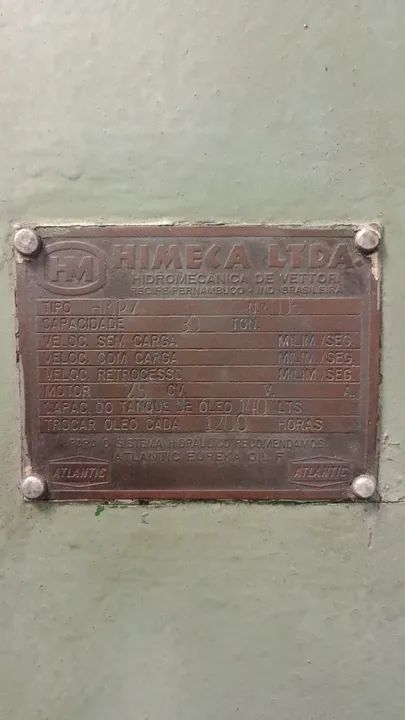 HM HIMECA LTDA.
HIDROMECÂNICA DE VETTORI
RECIFE-PERNAMBUCO - IND. BRASILEIRA
TIPO
CAPACIDADE 30 TON.
VELOC. SEM CARGA MILIM/SEG.
VELOC. COM CARGA MILIM/SEG.
VELOC. RETROCESSO MILIM/SEG.
MOTOR CV. V. A.
CAPAC. DO TANQUE DE ÓLEO 140 LTS.
TROCAR ÓLEO CADA 1200 HORAS
PARA O SISTEMA HIDRÁULICO RECOMENDAMOS
ATLANTIC EUREKA OIL F
ATLANTIC ATLANTIC